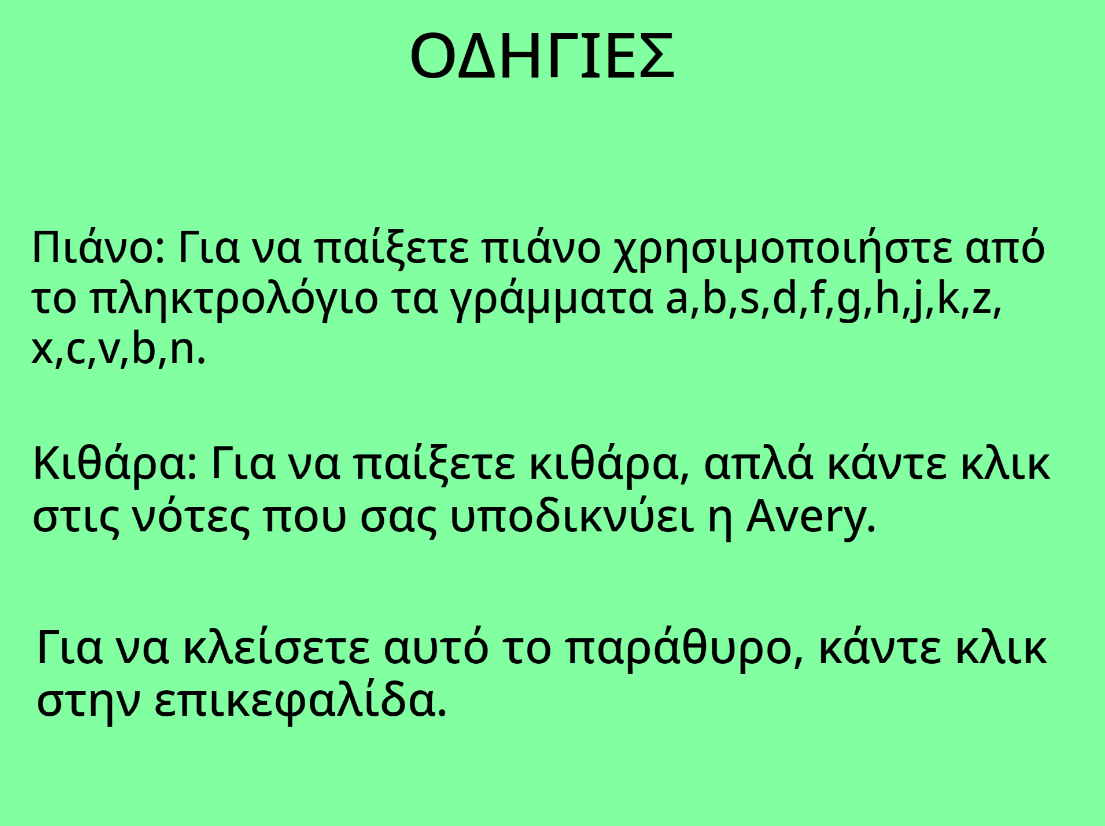 ΟΔΗΓΙΕΣ
Πιάνο: Για να παίξετε πιάνο χρησιμοποιήστε από
το πληκτρολόγιο τα γράμματα a,b,s,d,f,g,h,j,k,z,
x,c,v,b,n.
Κιθάρα: Για να παίξετε κιθάρα, απλά κάντε κλικ
στις νότες που σας υποδικνύει η Avery.
Για να κλείσετε αυτό το παράθυρο, κάντε κλικ
στην επικεφαλίδα.